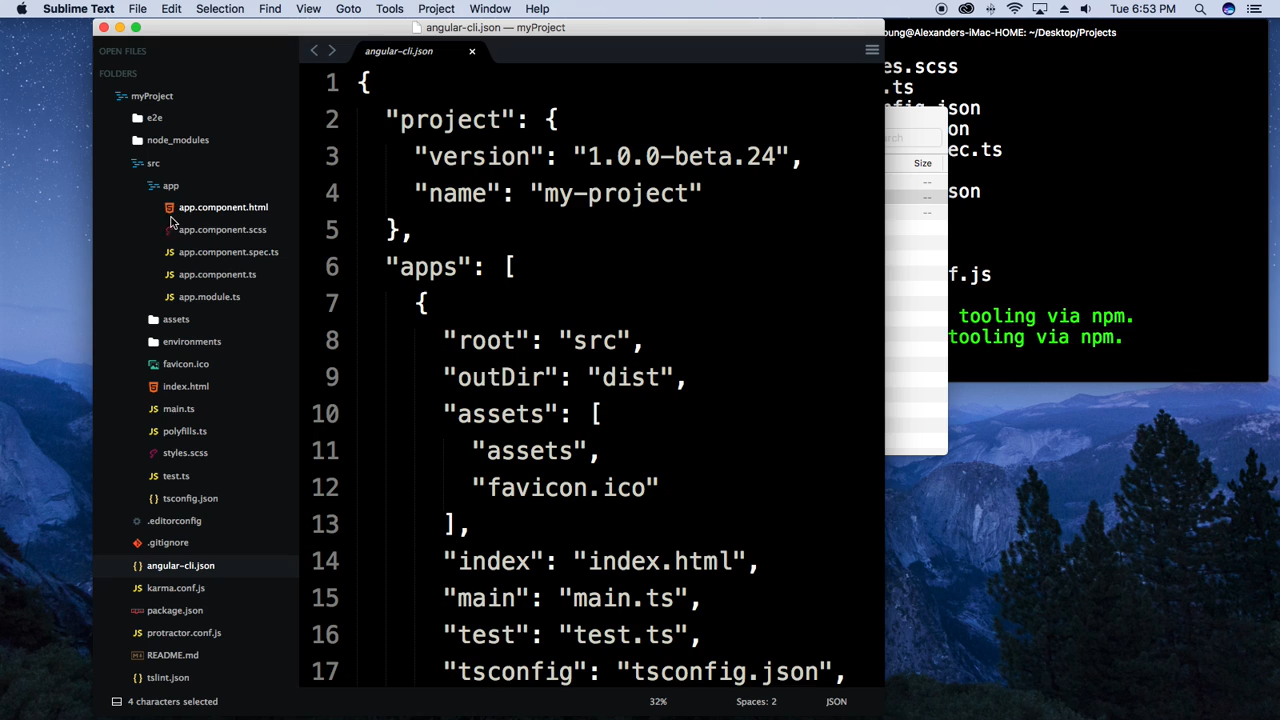 Sublime Text File Edit Selection Find View Goto Tools Project Window Help Tue 6:53 PM
angular-cli.json — myProject
ung@Alexanders-iMac-HOME: ~/Desktop/Projects
OPEN FILES
FOLDERS
myProject
e2e
node_modules
src
app
app.component.html
app.component.scss
app.component.spec.ts
app.component.ts
app.module.ts
assets
environments
favicon.ico
index.html
main.ts
polyfills.ts
styles.scss
test.ts
tsconfig.json
.editorconfig
.gitignore
angular-cli.json
karma.conf.js
package.json
protractor.conf.js
README.md
tslint.json
angular-cli.json
1 {
2 "project": {
3 "version": "1.0.0-beta.24",
4 "name": "my-project"
5 },
6 "apps": [
7 {
8 "root": "src",
9 "outDir": "dist",
10 "assets": [
11 "assets",
12 "favicon.ico"
13 ],
14 "index": "index.html",
15 "main": "main.ts",
16 "test": "test.ts",
17 "tsconfig": "tsconfig.json",
4 characters selected 32% Spaces: 2 JSON
es.scss
.ts
on
ec.ts
son
f.js
tooling via npm.
tooling via npm.
Size
--
--
--